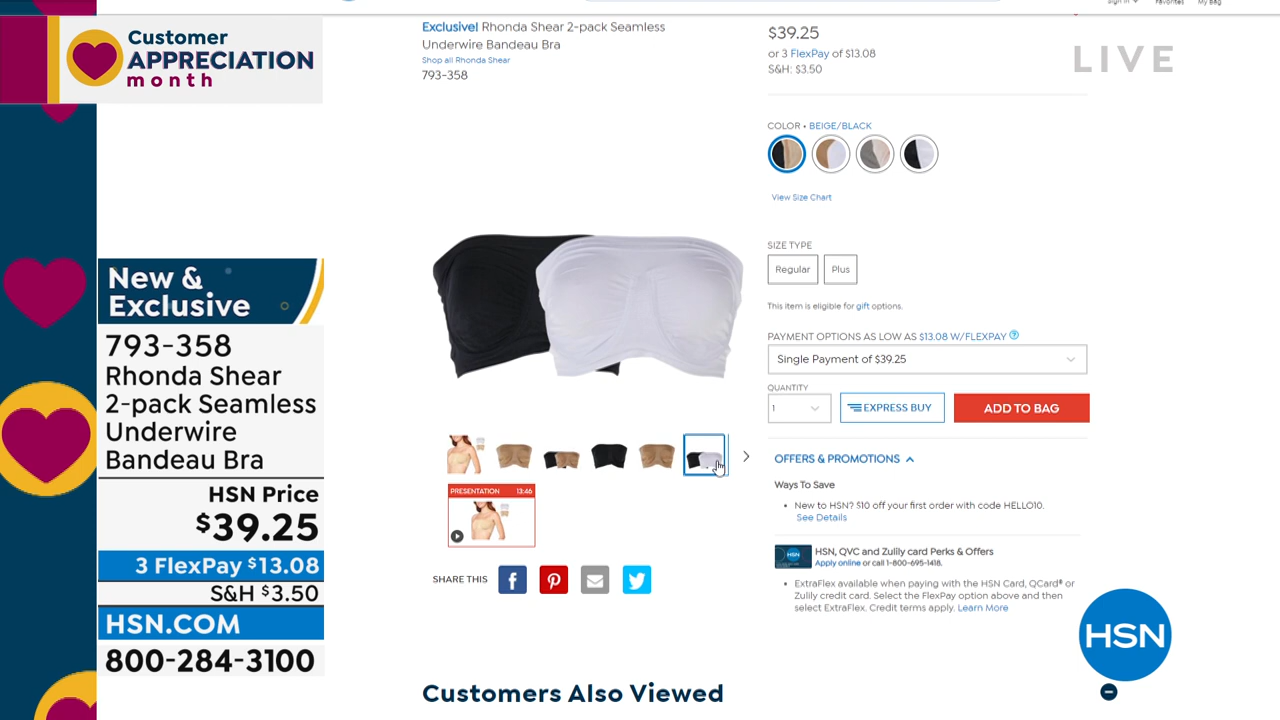 Customer
APPRECIATION
month
New &
Exclusive
793-358
Rhonda Shear
2-pack Seamless
Underwire
Bandeau Bra
HSN Price
$39.25
3 FlexPay $13.08
S&H $3.50
HSN.COM
800-284-3100
Sign In
Favorites
My Bag
Exclusive! Rhonda Shear 2-pack Seamless
Underwire Bandeau Bra
Shop all Rhonda Shear
793-358
PRESENTATION 13:46
SHARE THIS
$39.25
or 3 FlexPay of $13.08
S&H: $3.50
LIVE
COLOR • BEIGE/BLACK
View Size Chart
SIZE TYPE
Regular Plus
This item is eligible for gift options.
PAYMENT OPTIONS AS LOW AS $13.08 W/FLEXPAY ?
Single Payment of $39.25
QUANTITY
1 EXPRESS BUY ADD TO BAG
OFFERS & PROMOTIONS
Ways To Save
• New to HSN? $10 off your first order with code HELLO10.
See Details
HSN
HSN, QVC and Zulily card Perks & Offers
Apply online or call 1-800-695-1418.
• ExtraFlex available when paying with the HSN Card, QCard® or
Zulily credit card. Select the FlexPay option above and then
select ExtraFlex. Credit terms apply. Learn More
HSN
Customers Also Viewed